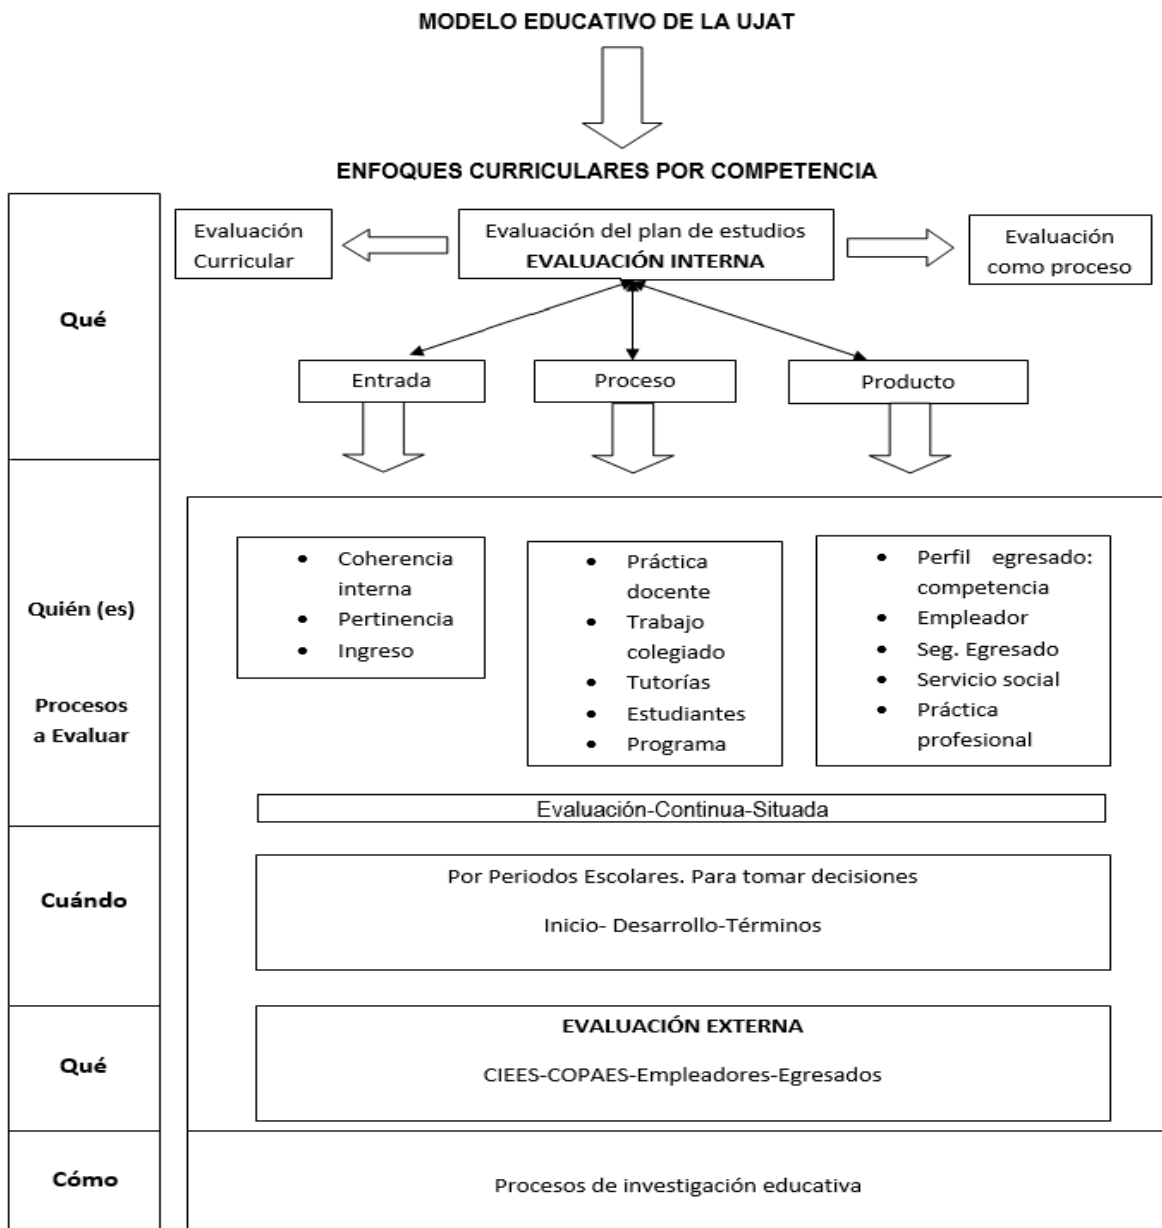 MODELO EDUCATIVO DE LA UJAT
ENFOQUES CURRICULARES POR COMPETENCIA
Qué
Evaluación
Curricular
Evaluación del plan de estudios
EVALUACIÓN INTERNA
Evaluación
como proceso
Entrada
Proceso
Producto
Quién (es)
Procesos
a Evaluar
• Coherencia
interna
• Pertinencia
• Ingreso
• Práctica
docente
• Trabajo
colegiado
• Tutorías
• Estudiantes
• Programa
• Perfil egresado:
competencia
• Empleador
• Seg. Egresado
• Servicio social
• Práctica
profesional
Evaluación-Continua-Situada
Cuándo
Por Periodos Escolares. Para tomar decisiones
Inicio- Desarrollo-Términos
Qué
EVALUACIÓN EXTERNA
CIEES-COPAES-Empleadores-Egresados
Cómo
Procesos de investigación educativa